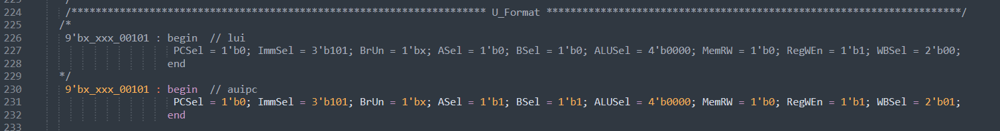 223 /
224 /********************************************************************* U_Format *********************************************************************/
225 /*
226 9'bx_xxx_00101 : begin // lui
227 PCSel = 1'b0; ImmSel = 3'b101; BrUn = 1'bx; ASel = 1'b0; BSel = 1'b0; ALUSel = 4'b0000; MemRW = 1'b0; RegWEn = 1'b1; WBSel = 2'b00;
228 end
229 */
230 9'bx_xxx_00101 : begin // auipc
231 PCSel = 1'b0; ImmSel = 3'b101; BrUn = 1'bx; ASel = 1'b1; BSel = 1'b1; ALUSel = 4'b0000; MemRW = 1'b0; RegWEn = 1'b1; WBSel = 2'b01;
232 end
233